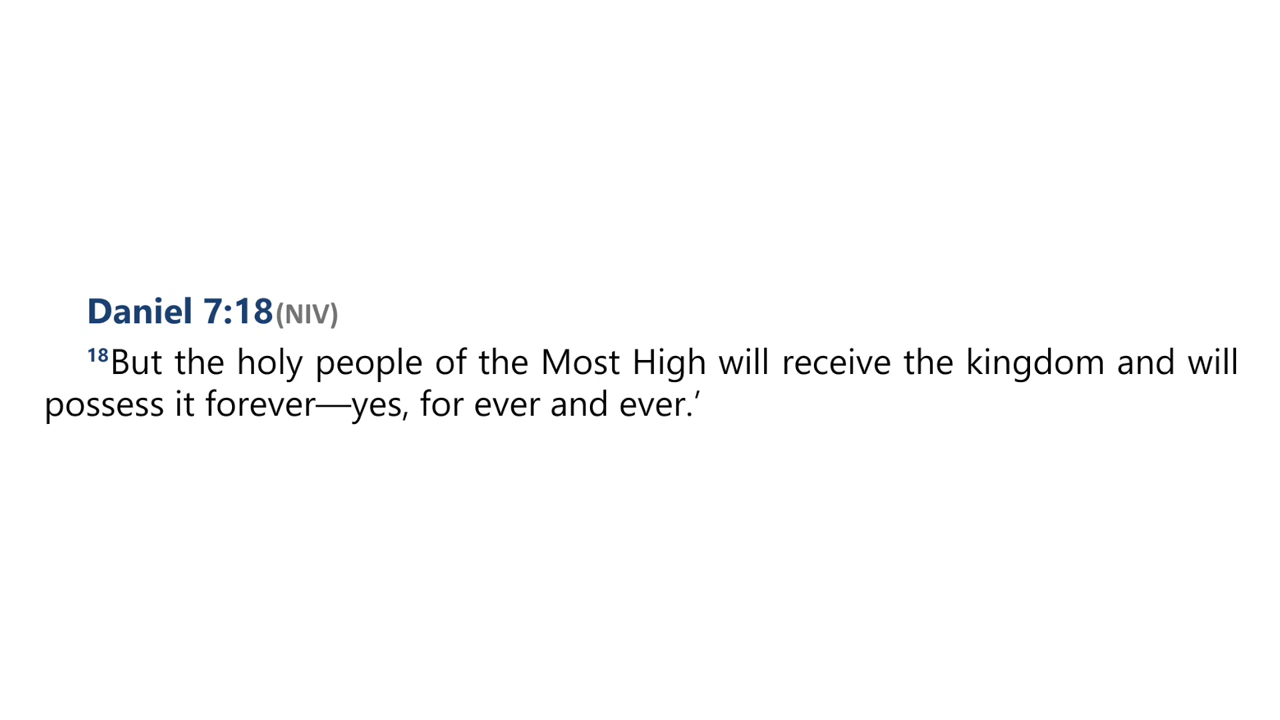 Daniel 7:18(NIV)
18But the holy people of the Most High will receive the kingdom and will
possess it forever—yes, for ever and ever.’